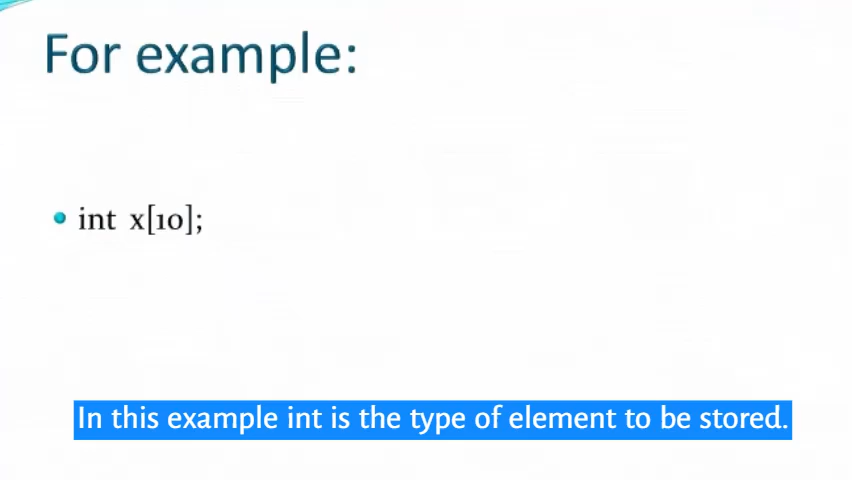 For example:
int x[10];
In this example int is the type of element to be stored.